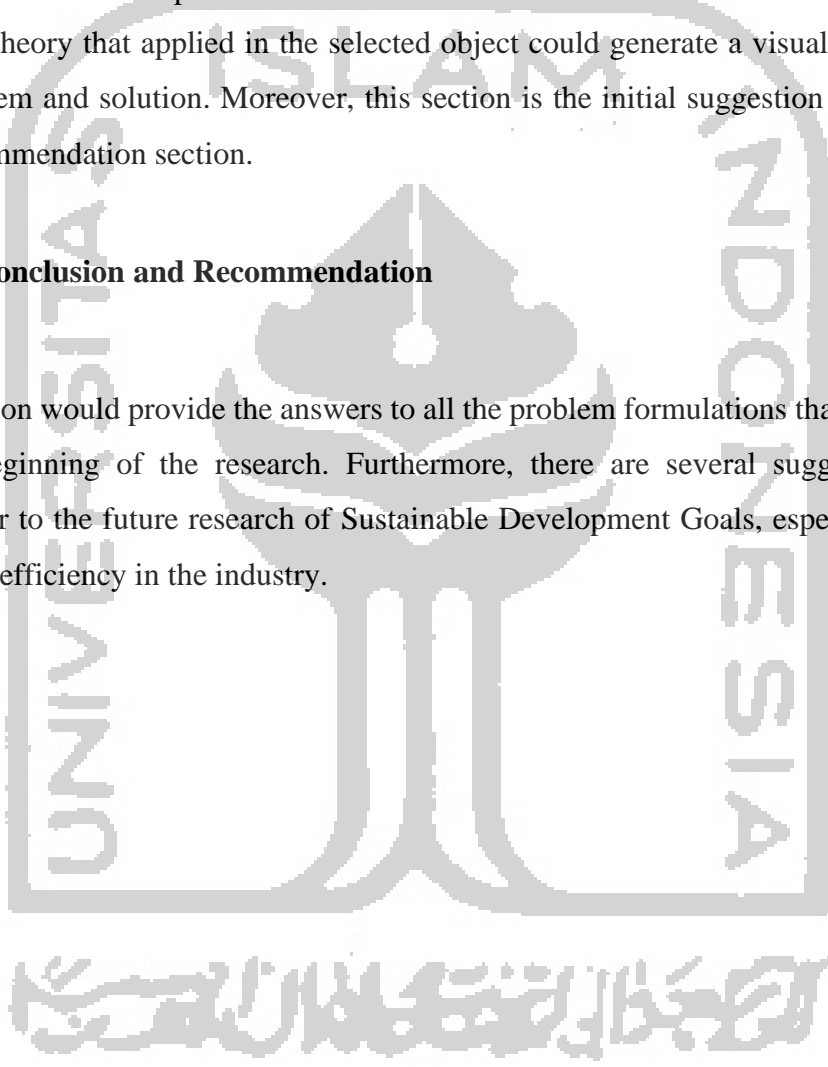 heory that applied in the selected object could generate a visual
em and solution. Moreover, this section is the initial suggestion
mmendation section.
onclusion and Recommendation
on would provide the answers to all the problem formulations tha
eginning of the research. Furthermore, there are several sugg
r to the future research of Sustainable Development Goals, espe
efficiency in the industry.
ISLAM
UNIVERSITAS
INDONESIA